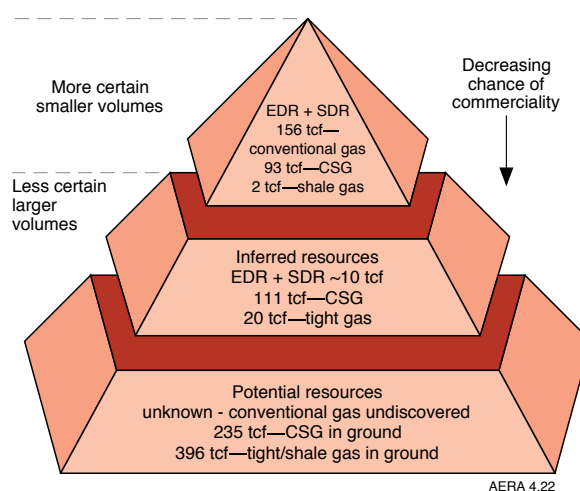 More certain
smaller volumes
Decreasing
chance of
commerciality
EDR + SDR
156 tcf—
conventional gas
93 tcf—CSG
2 tcf—shale gas
Less certain
larger
volumes
Inferred resources
EDR + SDR ~10 tcf
111 tcf—CSG
20 tcf—tight gas
Potential resources
unknown - conventional gas undiscovered
235 tcf—CSG in ground
396 tcf—tight/shale gas in ground
AERA 4.22